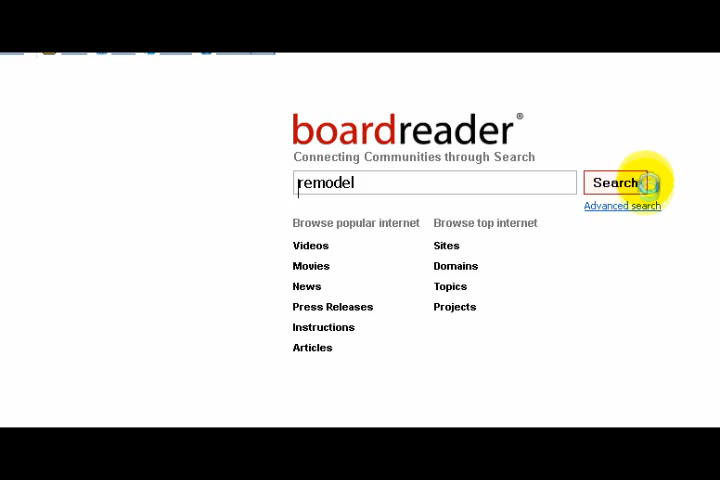 boardreader®
Connecting Communities through Search
remodel Search
Advanced search
Browse popular internet Browse top internet
Videos Sites
Movies Domains
News Topics
Press Releases Projects
Instructions
Articles